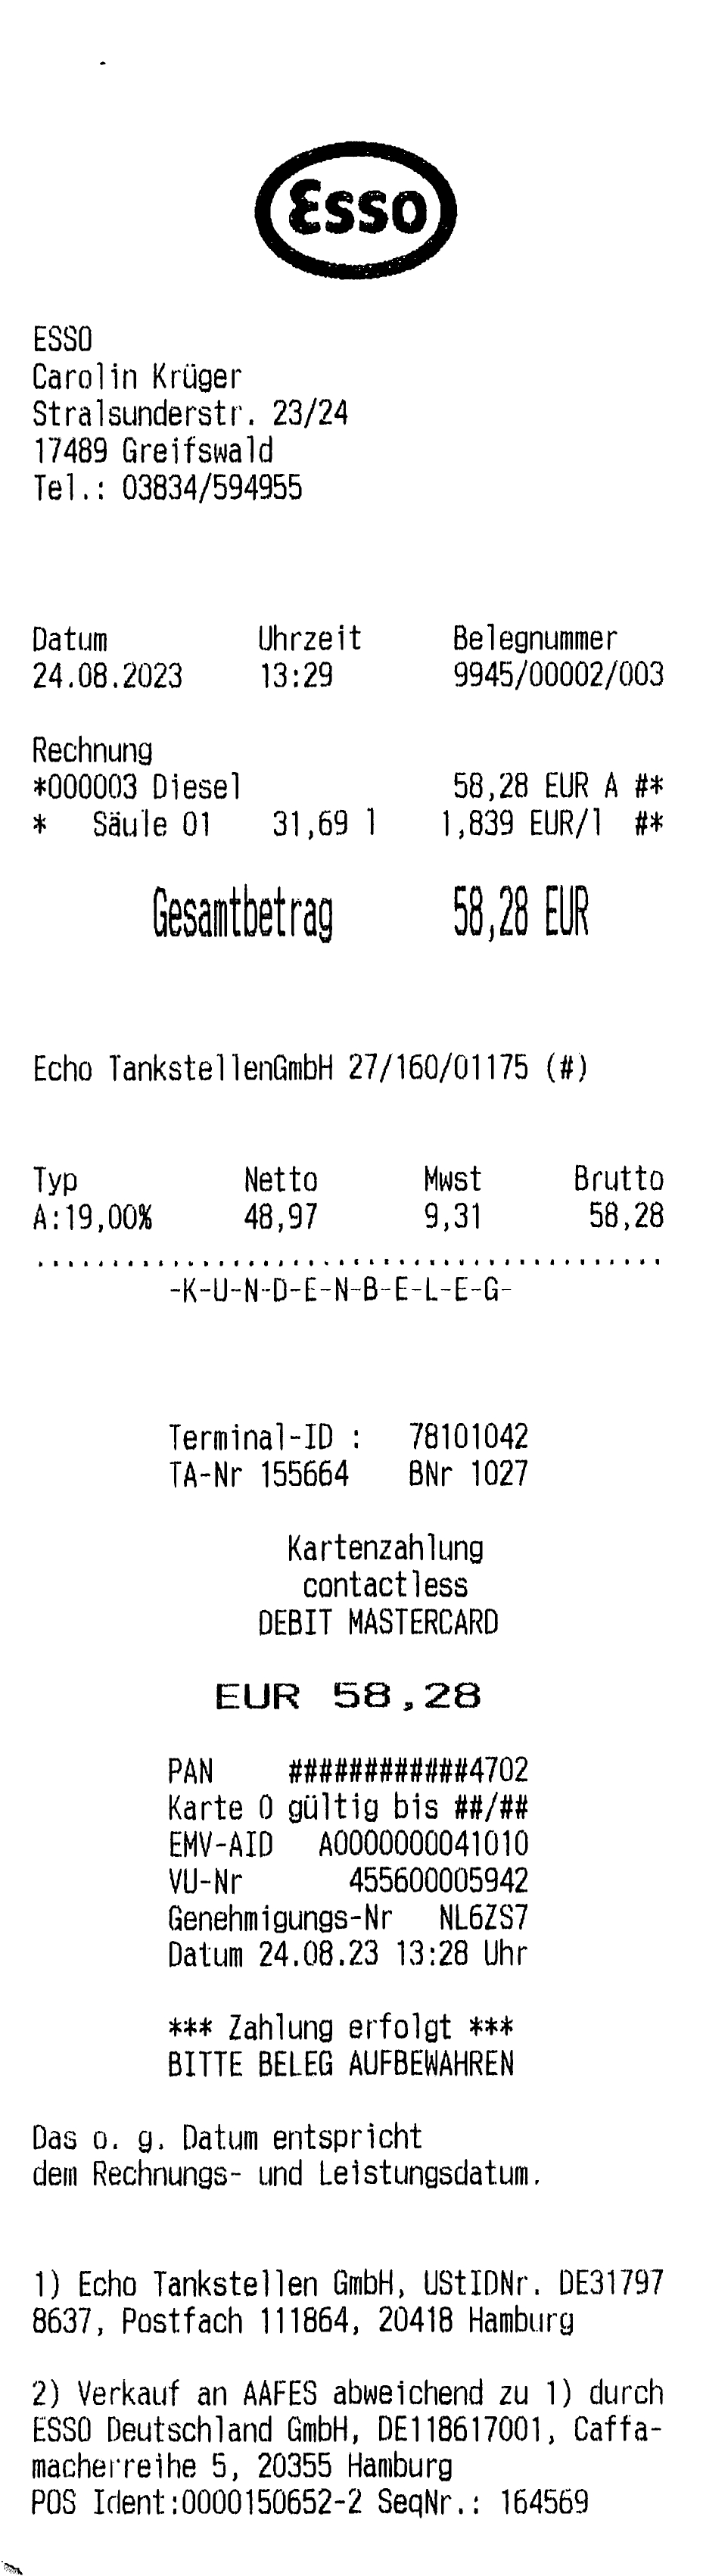 Esso
ESSO
Carolin Krüger
Stralsunderstr. 23/24
17489 Greifswald
Tel.: 03834/594955
Datum Uhrzeit Belegnummer
24.08.2023 13:29 9945/00002/003
Rechnung
*000003 Diesel 58,28 EUR A #*
* Säule 01 31,69 l 1,839 EUR/l #*
Gesamtbetrag 58,28 EUR
Echo TankstellenGmbH 27/160/01175 (#)
Typ Netto Mwst Brutto
A:19,00% 48,97 9,31 58,28
..........................................
-K-U-N-D-E-N-B-E-L-E-G-
Terminal-ID : 78101042
TA-Nr 155664 BNr 1027
Kartenzahlung
contactless
DEBIT MASTERCARD
EUR 58,28
PAN ############4702
Karte 0 gültig bis ##/##
EMV-AID A0000000041010
VU-Nr 455600005942
Genehmigungs-Nr NL6ZS7
Datum 24.08.23 13:28 Uhr
*** Zahlung erfolgt ***
BITTE BELEG AUFBEWAHREN
Das o. g. Datum entspricht
dem Rechnungs- und Leistungsdatum.
1) Echo Tankstellen GmbH, UStIDNr. DE31797
8637, Postfach 111864, 20418 Hamburg
2) Verkauf an AAFES abweichend zu 1) durch
ESSO Deutschland GmbH, DE118617001, Caffa-
macherreihe 5, 20355 Hamburg
POS Ident:0000150652-2 SeqNr.: 164569